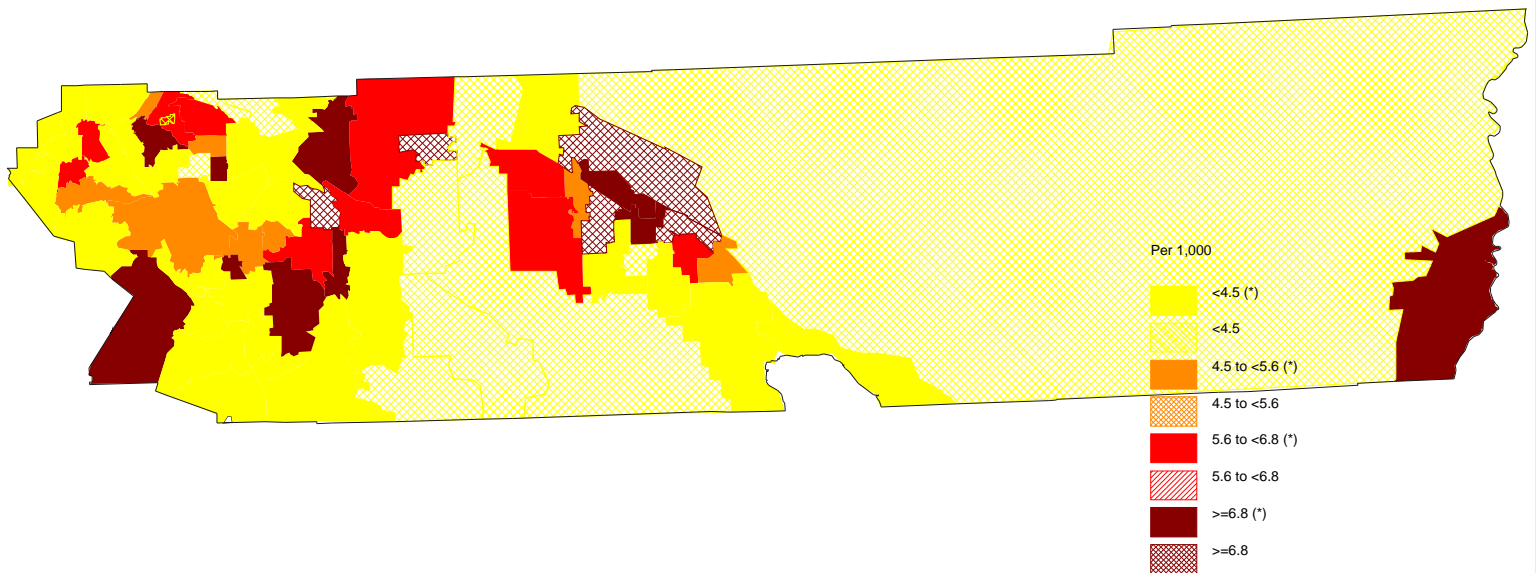 Per 1,000
<4.5 (*)
<4.5
4.5 to <5.6 (*)
4.5 to <5.6
5.6 to <6.8 (*)
5.6 to <6.8
>=6.8 (*)
>=6.8